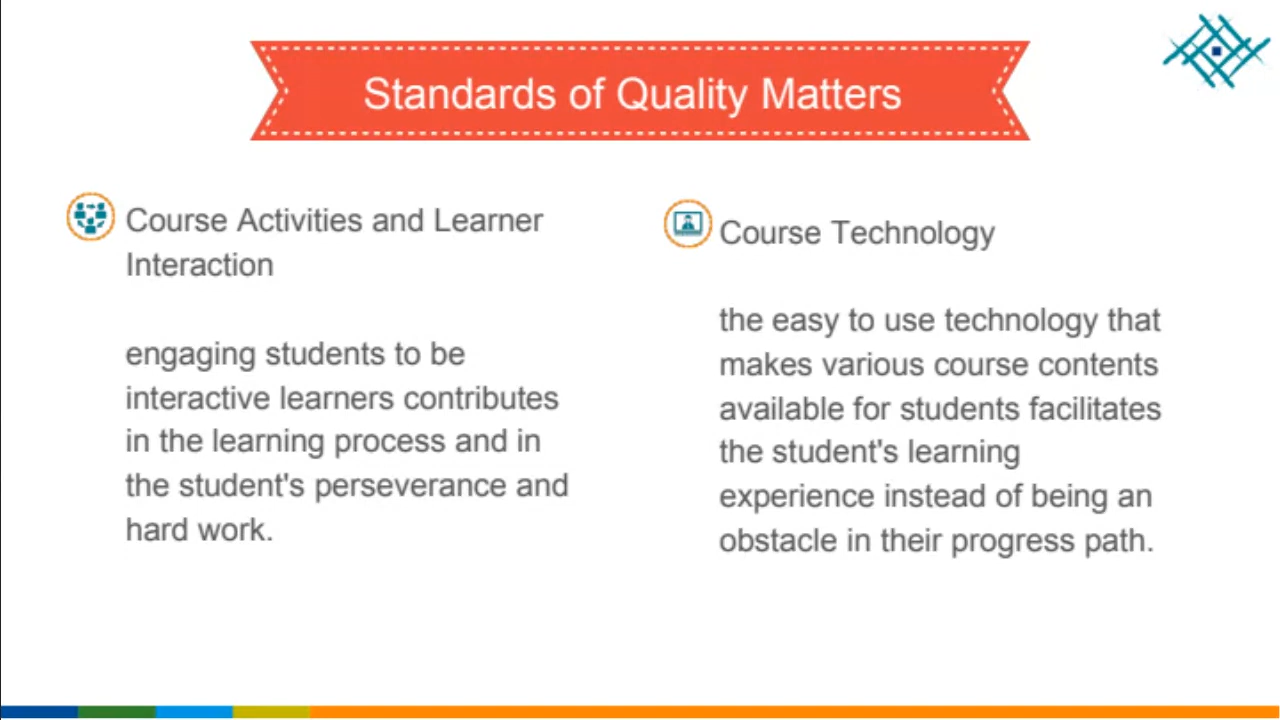 Standards of Quality Matters
Course Activities and Learner
Interaction
engaging students to be
interactive learners contributes
in the learning process and in
the student's perseverance and
hard work.
Course Technology
the easy to use technology that
makes various course contents
available for students facilitates
the student's learning
experience instead of being an
obstacle in their progress path.